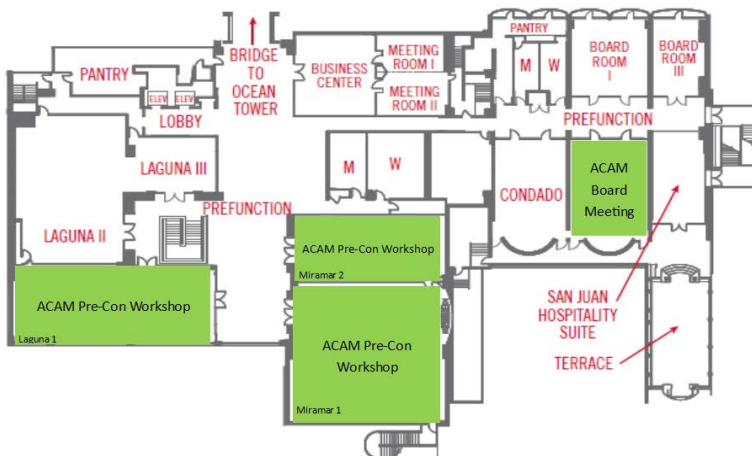 BRIDGE
TO
OCEAN
TOWER
PANTRY
ELEV
ELEV
LOBBY
BUSINESS
CENTER
MEETING
ROOM I
MEETING
ROOM II
PANTRY
M
W
BOARD
ROOM
I
BOARD
ROOM
III
PREFUNCTION
LAGUNA III
LAGUNA II
PREFUNCTION
M
W
CONDADO
ACAM
Board
Meeting
ACAM Pre-Con Workshop
Miramar 2
ACAM Pre-Con Workshop
Laguna 1
ACAM Pre-Con
Workshop
Miramar 1
SAN JUAN
HOSPITALITY
SUITE
TERRACE